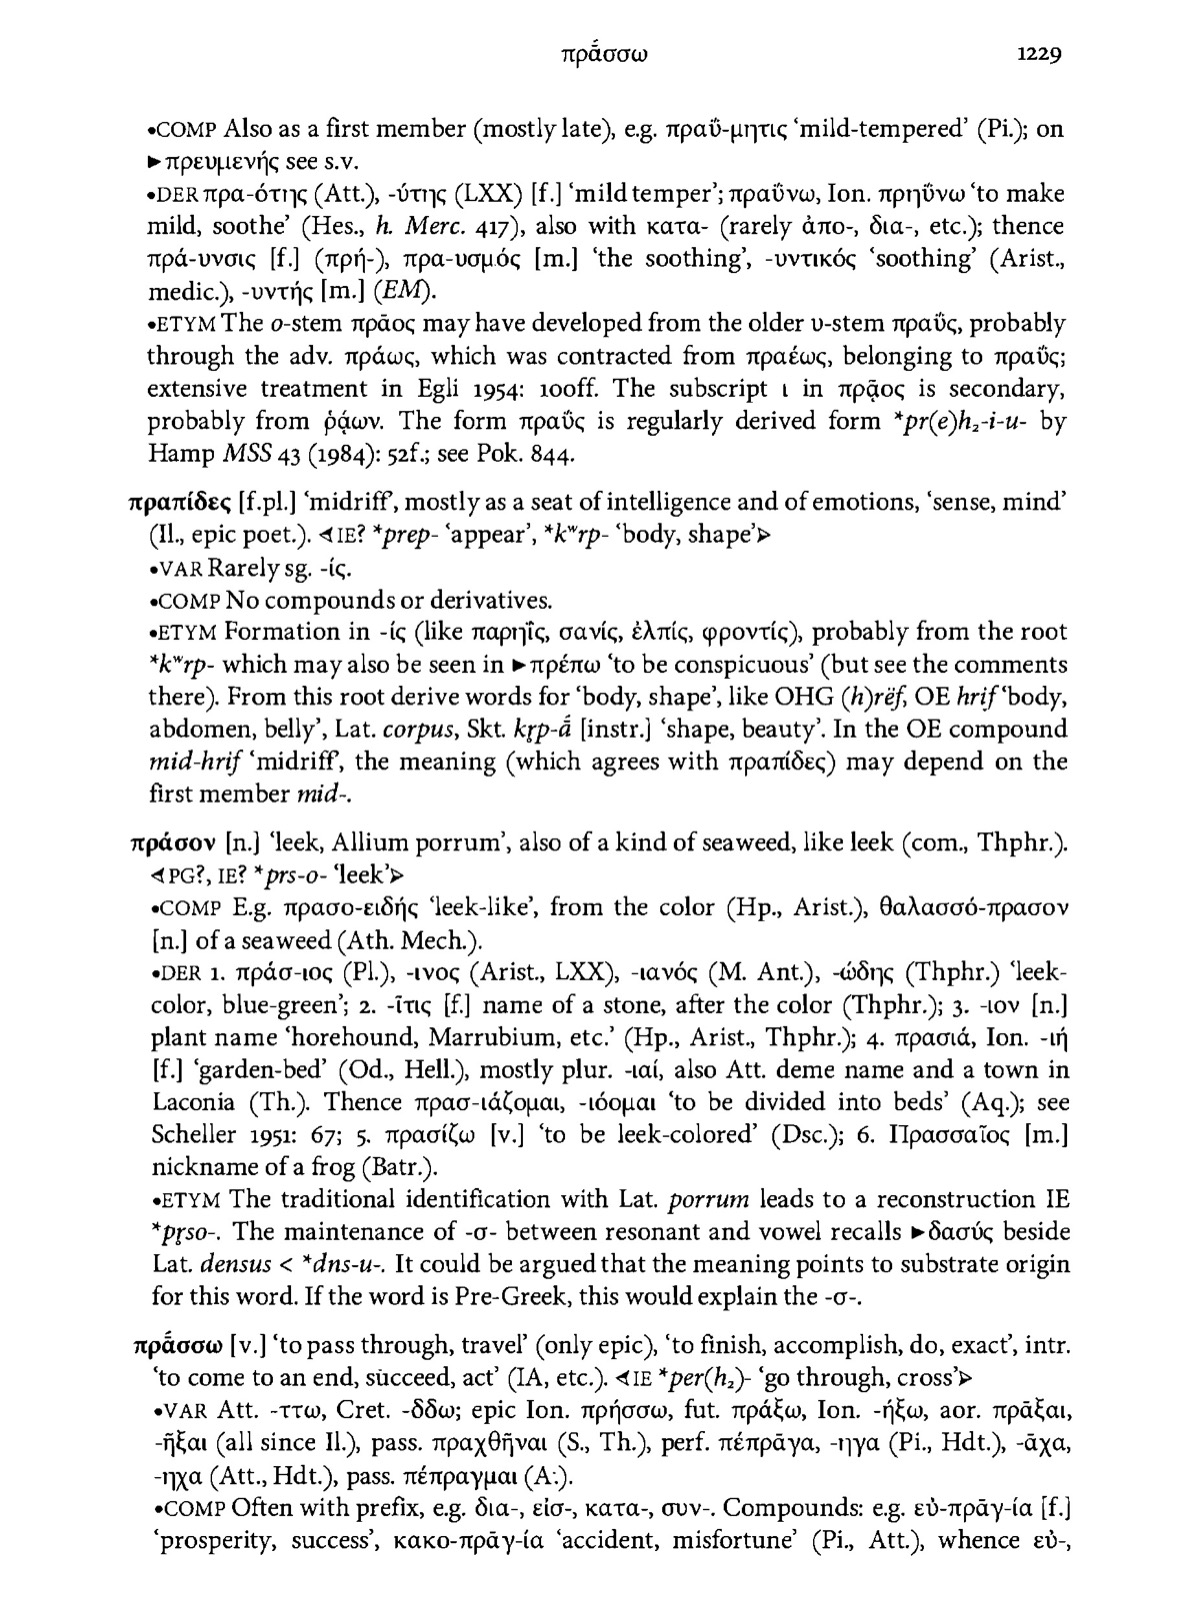 πρᾱ́σσω 1229
•COMP Also as a first member (mostly late), e.g. πραΰ-μητις ‘mild-tempered’ (Pi.); on
►πρευμενής see s.v.
•DER πρα-ότης (Att.), -ύτης (LXX) [f.] ‘mild temper’; πραΰνω, Ion. πρηΰνω ‘to make
mild, soothe’ (Hes., h. Merc. 417), also with κατα- (rarely ἀπο-, δια-, etc.); thence
πρά-υνσις [f.] (πρή-), πρα-υσμός [m.] ‘the soothing’, -υντικός ‘soothing’ (Arist.,
medic.), -υντής [m.] (EM).
•ETYM The o-stem πρᾶος may have developed from the older υ-stem πραΰς, probably
through the adv. πράως, which was contracted from πραέως, belonging to πραΰς;
extensive treatment in Egli 1954: 100ff. The subscript ι in πρᾷος is secondary,
probably from ῥᾴων. The form πραΰς is regularly derived form *pr(e)h₂-i-u- by
Hamp MSS 43 (1984): 52f.; see Pok. 844.
πραπίδες [f.pl.] ‘midriff’, mostly as a seat of intelligence and of emotions, ‘sense, mind’
(Il., epic poet.). ⊲IE? *prep- ‘appear’, *kʷrp- ‘body, shape’⊳
•VAR Rarely sg. -ίς.
•COMP No compounds or derivatives.
•ETYM Formation in -ίς (like παρηΐς, σανίς, ἐλπίς, φροντίς), probably from the root
*kʷrp- which may also be seen in ►πρέπω ‘to be conspicuous’ (but see the comments
there). From this root derive words for ‘body, shape’, like OHG (h)rëf, OE hrif ‘body,
abdomen, belly’, Lat. corpus, Skt. kr̥p-ā́ [instr.] ‘shape, beauty’. In the OE compound
mid-hrif ‘midriff’, the meaning (which agrees with πραπίδες) may depend on the
first member mid-.
πράσον [n.] ‘leek, Allium porrum’, also of a kind of seaweed, like leek (com., Thphr.).
⊲PG?, IE? *prs-o- ‘leek’⊳
•COMP E.g. πρασο-ειδής ‘leek-like’, from the color (Hp., Arist.), θαλασσό-πρασον
[n.] of a seaweed (Ath. Mech.).
•DER 1. πράσ-ιος (Pl.), -ινος (Arist., LXX), -ιανός (M. Ant.), -ώδης (Thphr.) ‘leek-
color, blue-green’; 2. -ῖτις [f.] name of a stone, after the color (Thphr.); 3. -ιον [n.]
plant name ‘horehound, Marrubium, etc.’ (Hp., Arist., Thphr.); 4. πρασιά, Ion. -ιή
[f.] ‘garden-bed’ (Od., Hell.), mostly plur. -ιαί, also Att. deme name and a town in
Laconia (Th.). Thence πρασ-ιάζομαι, -ιόομαι ‘to be divided into beds’ (Aq.); see
Scheller 1951: 67; 5. πρασίζω [v.] ‘to be leek-colored’ (Dsc.); 6. Πρασσαῖος [m.]
nickname of a frog (Batr.).
•ETYM The traditional identification with Lat. porrum leads to a reconstruction IE
*pr̥so-. The maintenance of -σ- between resonant and vowel recalls ►δασύς beside
Lat. densus < *dns-u-. It could be argued that the meaning points to substrate origin
for this word. If the word is Pre-Greek, this would explain the -σ-.
πρᾱ́σσω [v.] ‘to pass through, travel’ (only epic), ‘to finish, accomplish, do, exact’, intr.
‘to come to an end, succeed, act’ (IA, etc.). ⊲IE *per(h₂)- ‘go through, cross’⊳
•VAR Att. -ττω, Cret. -δδω; epic Ion. πρήσσω, fut. πράξω, Ion. -ήξω, aor. πρᾶξαι,
-ῆξαι (all since Il.), pass. πραχθῆναι (S., Th.), perf. πέπρᾱγα, -ηγα (Pi., Hdt.), -ᾱχα,
-ηχα (Att., Hdt.), pass. πέπραγμαι (A.).
•COMP Often with prefix, e.g. δια-, εἰσ-, κατα-, συν-. Compounds: e.g. εὐ-πρᾱγ-ία [f.]
‘prosperity, success’, κακο-πρᾱγ-ία ‘accident, misfortune’ (Pi., Att.), whence εὐ-,